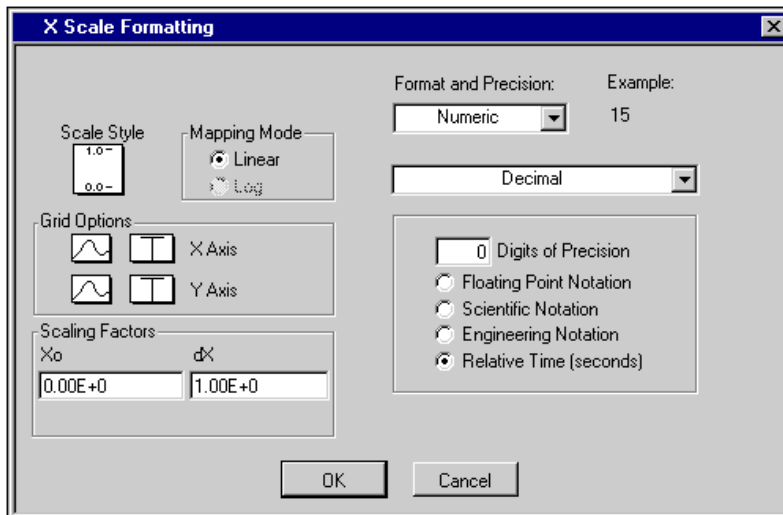 X Scale Formatting
Format and Precision:
Example:
Numeric
15
Scale Style
1.0
0.0
Mapping Mode
Linear
Log
Decimal
Grid Options
X Axis
Y Axis
0 Digits of Precision
Floating Point Notation
Scientific Notation
Engineering Notation
Relative Time (seconds)
Scaling Factors
Xo
dX
0.00E+0
1.00E+0
OK
Cancel